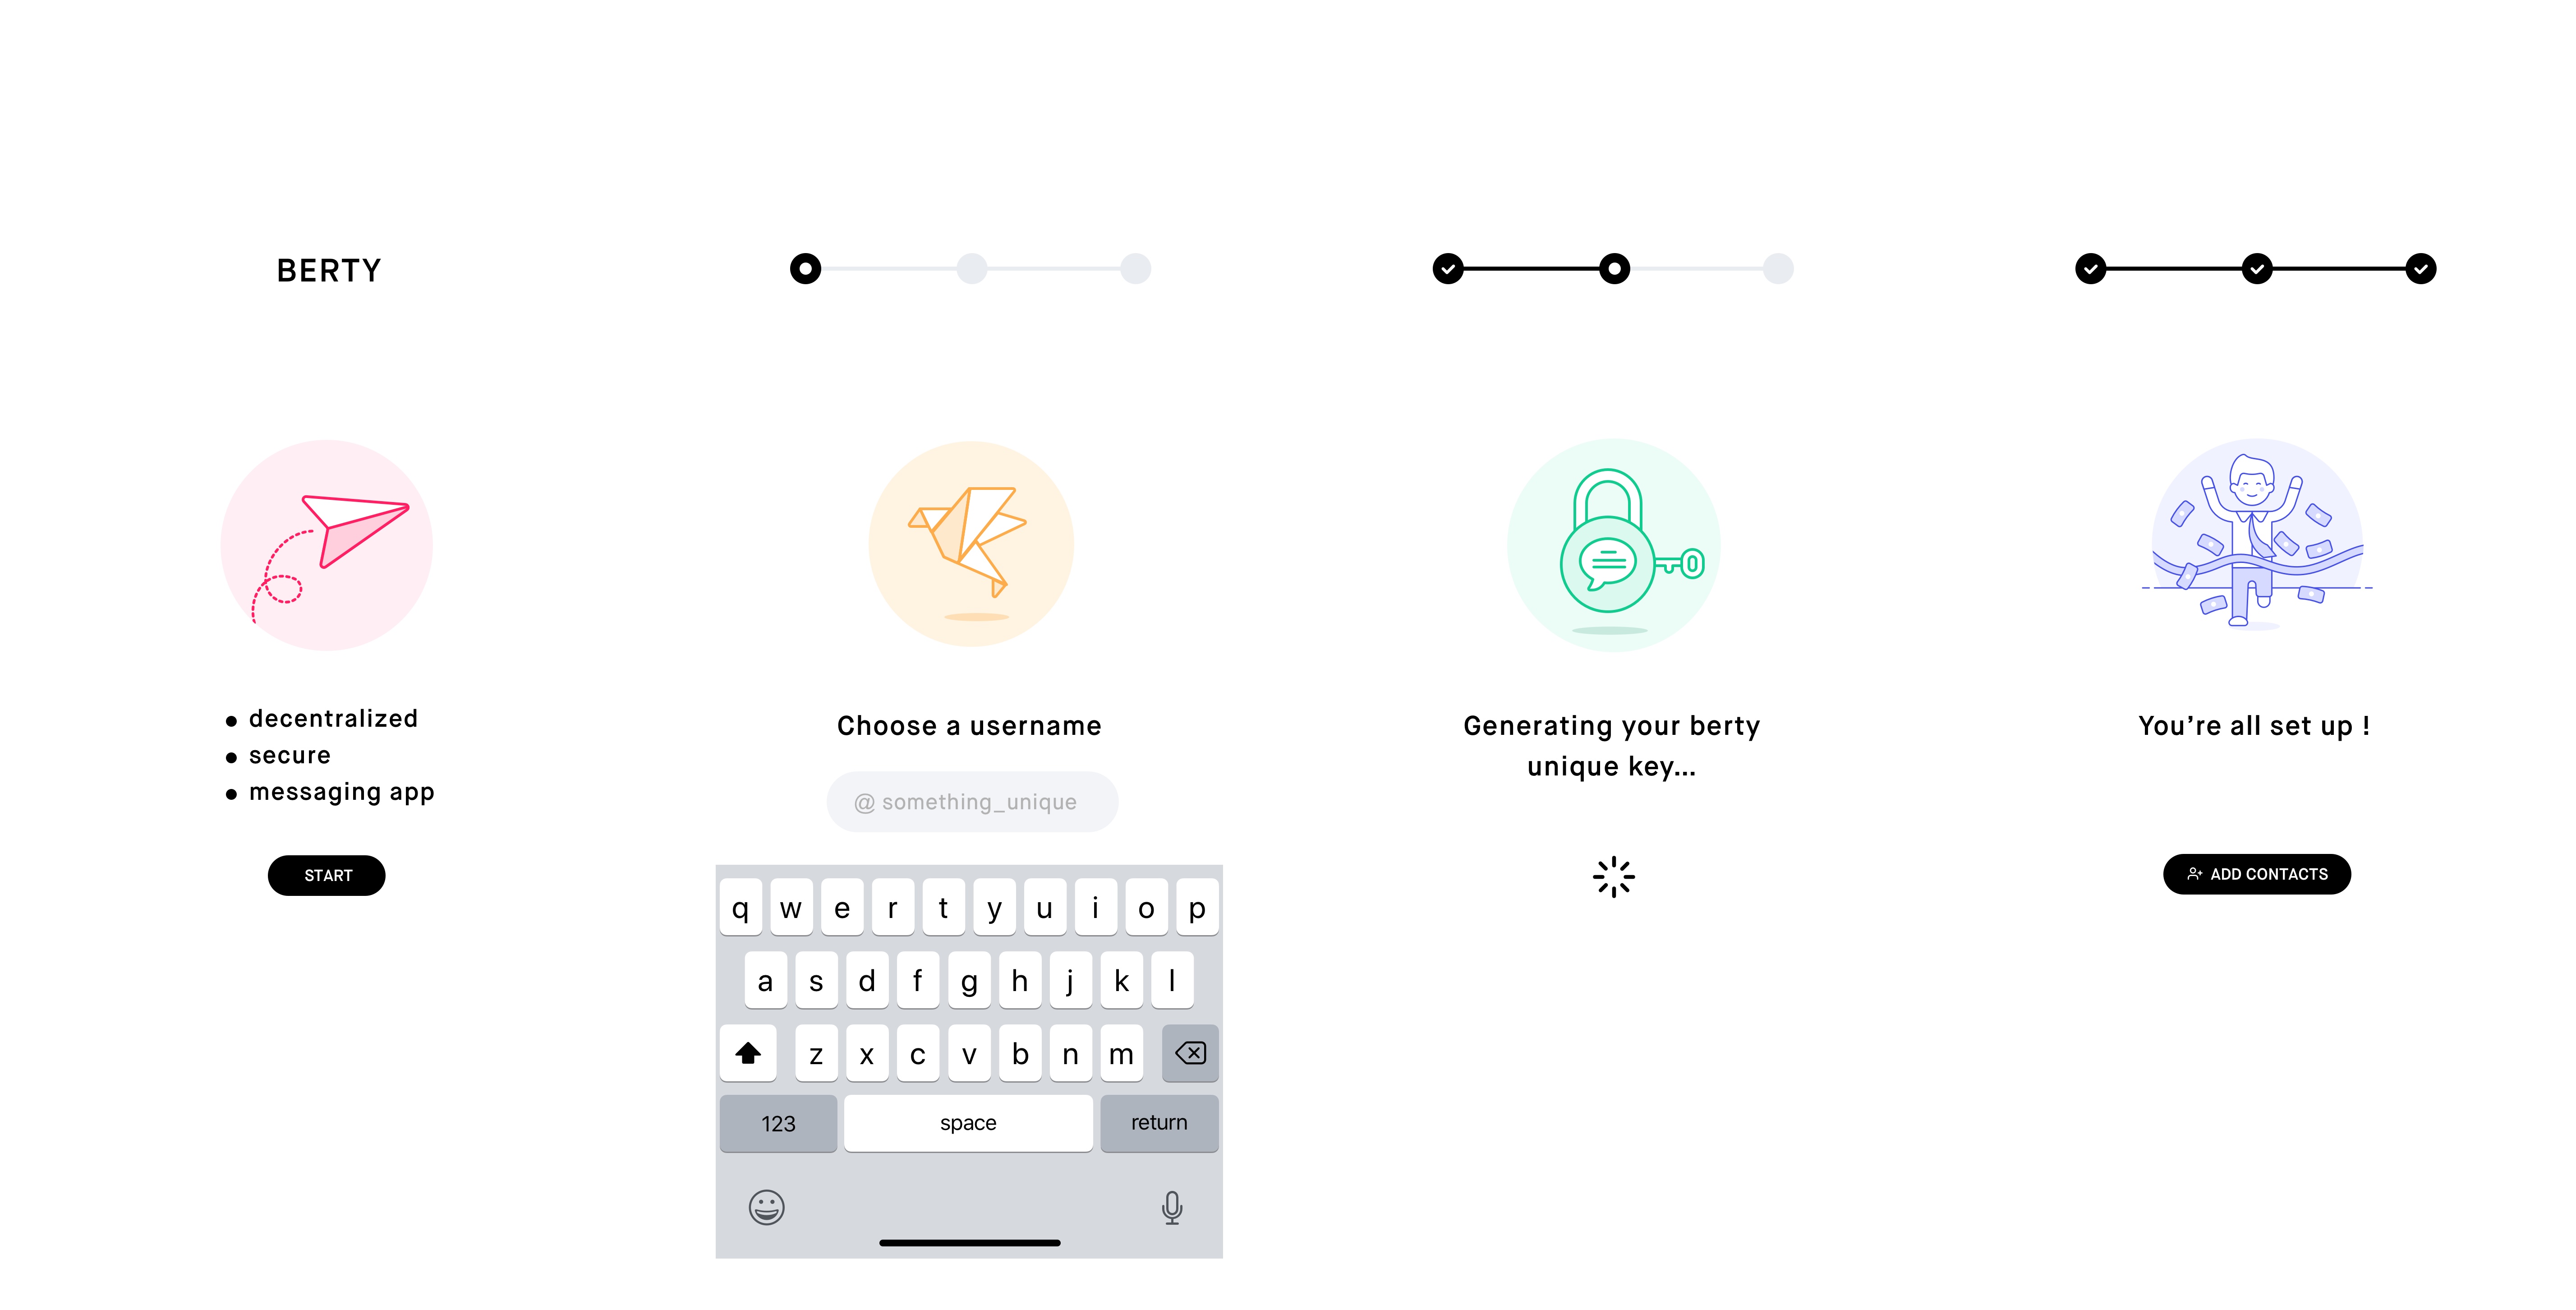 BERTY
● decentralized
● secure
● messaging app
START
Choose a username
@ something_unique
q w e r t y u i o p
a s d f g h j k l
z x c v b n m
123 space return
Generating your berty
unique key...
You’re all set up !
ADD CONTACTS